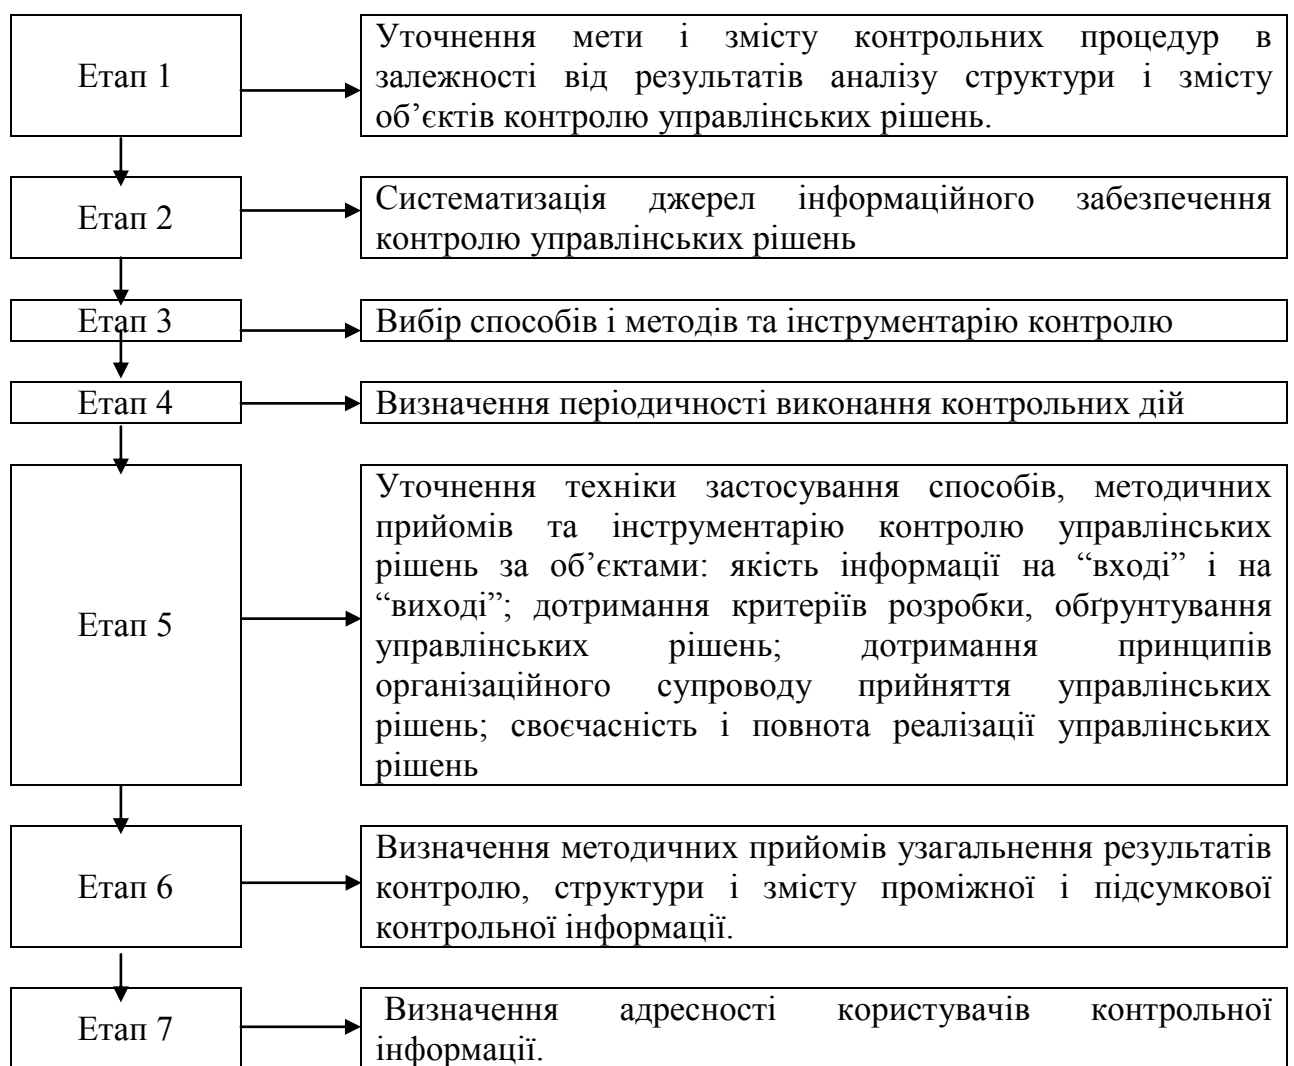 Етап 1
Уточнення мети і змісту контрольних процедур в
залежності від результатів аналізу структури і змісту
об’єктів контролю управлінських рішень.
Етап 2
Систематизація джерел інформаційного забезпечення
контролю управлінських рішень
Етап 3
Вибір способів і методів та інструментарію контролю
Етап 4
Визначення періодичності виконання контрольних дій
Етап 5
Уточнення техніки застосування способів, методичних
прийомів та інструментарію контролю управлінських
рішень за об’єктами: якість інформації на “вході” і на
“виході”; дотримання критеріїв розробки, обґрунтування
управлінських рішень; дотримання принципів
організаційного супроводу прийняття управлінських
рішень; своєчасність і повнота реалізації управлінських
рішень
Етап 6
Визначення методичних прийомів узагальнення результатів
контролю, структури і змісту проміжної і підсумкової
контрольної інформації.
Етап 7
Визначення адресності користувачів контрольної
інформації.